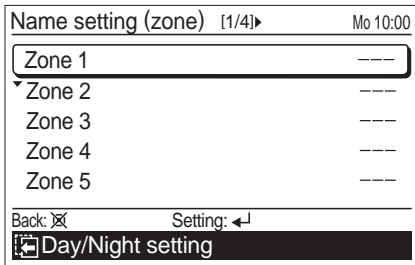 Name setting (zone) [1/4]▸ Mo 10:00
Zone 1 –––
Zone 2 –––
Zone 3 –––
Zone 4 –––
Zone 5 –––
Back: Setting: ↵
Day/Night setting